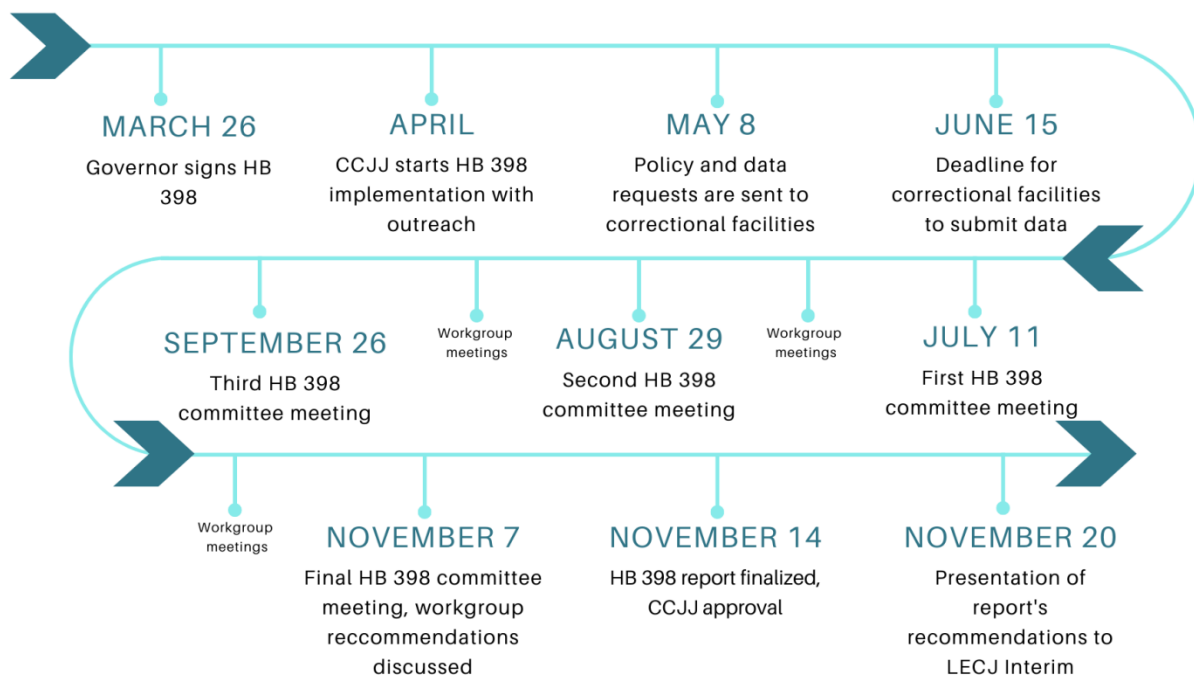 MARCH 26
Governor signs HB
398
APRIL
CCJJ starts HB 398
implementation with
outreach
MAY 8
Policy and data
requests are sent to
correctional facilities
JUNE 15
Deadline for
correctional facilities
to submit data
JULY 11
First HB 398
committee meeting
Workgroup
meetings
AUGUST 29
Second HB 398
committee meeting
Workgroup
meetings
SEPTEMBER 26
Third HB 398
committee meeting
Workgroup
meetings
NOVEMBER 7
Final HB 398 committee
meeting, workgroup
reccommendations
discussed
NOVEMBER 14
HB 398 report finalized,
CCJJ approval
NOVEMBER 20
Presentation of
report's
recommendations to
LECJ Interim